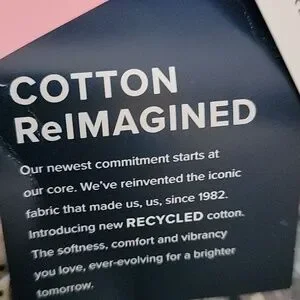 COTTON
ReIMAGINED
Our newest commitment starts at
our core. We've reinvented the iconic
fabric that made us, us, since 1982.
Introducing new RECYCLED cotton.
The softness, comfort and vibrancy
you love, ever-evolving for a brighter
tomorrow.